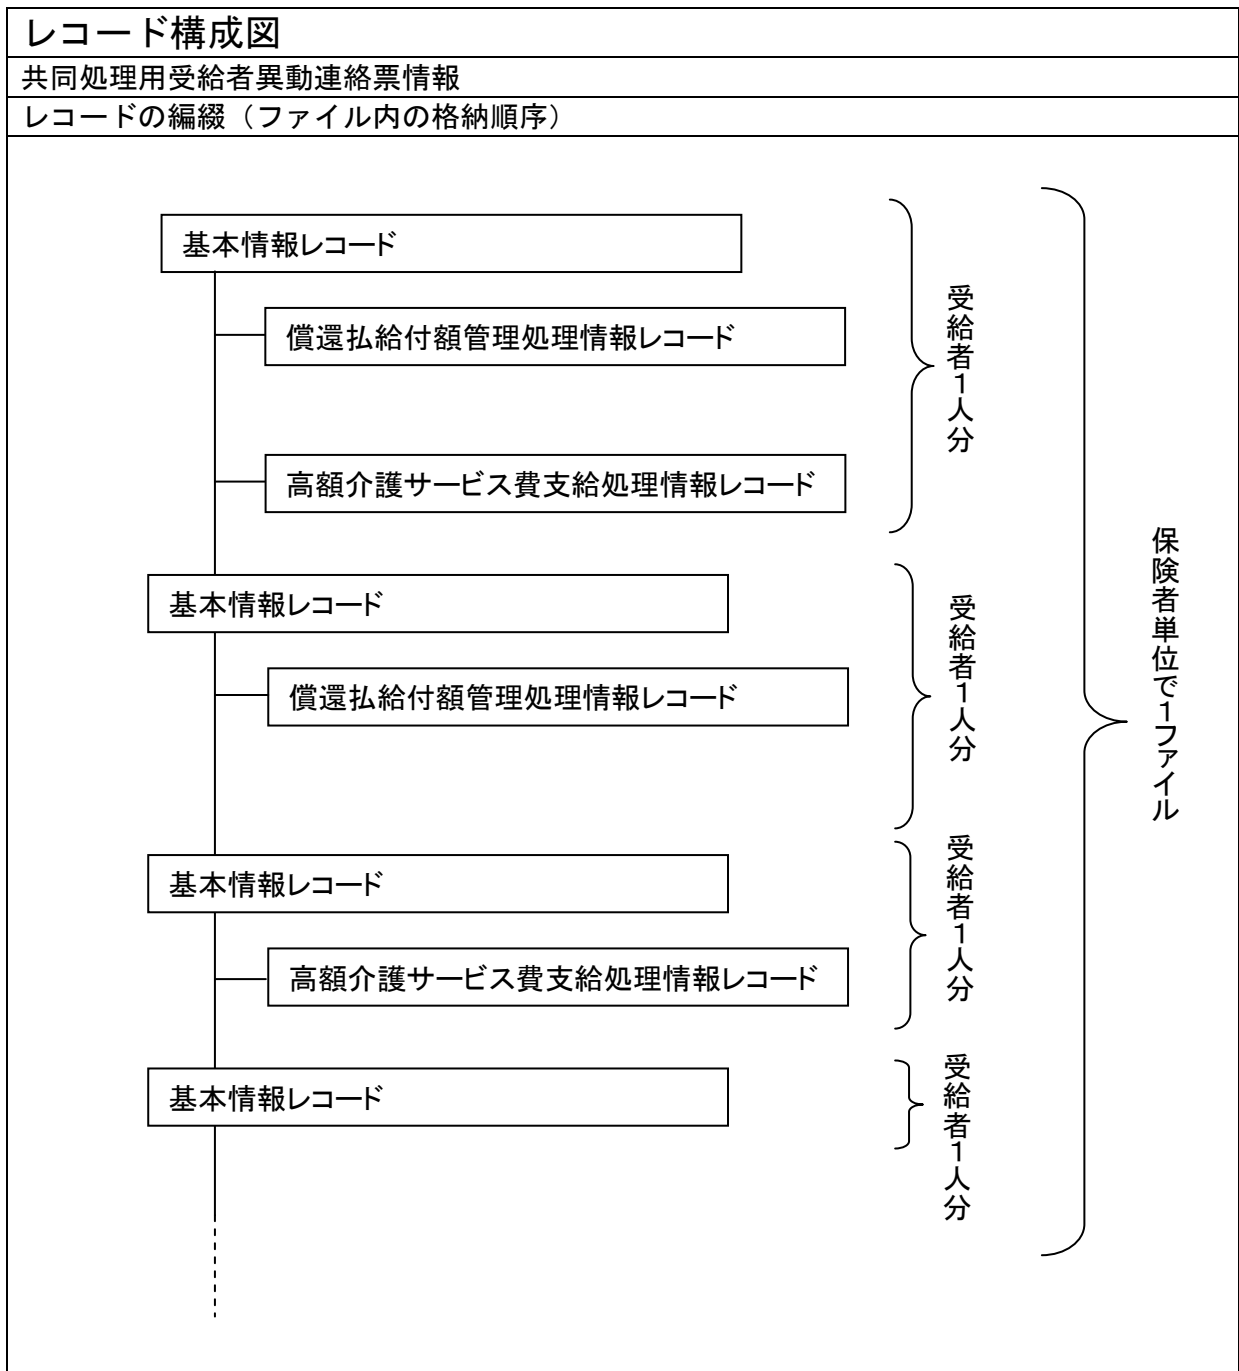 レコード構成図
共同処理用受給者異動連絡票情報
レコードの編綴（ファイル内の格納順序）
基本情報レコード
償還払給付額管理処理情報レコード
高額介護サービス費支給処理情報レコード
受給者1人分
基本情報レコード
償還払給付額管理処理情報レコード
受給者1人分
基本情報レコード
高額介護サービス費支給処理情報レコード
受給者1人分
基本情報レコード
受給者1人分
保険者単位で1ファイル